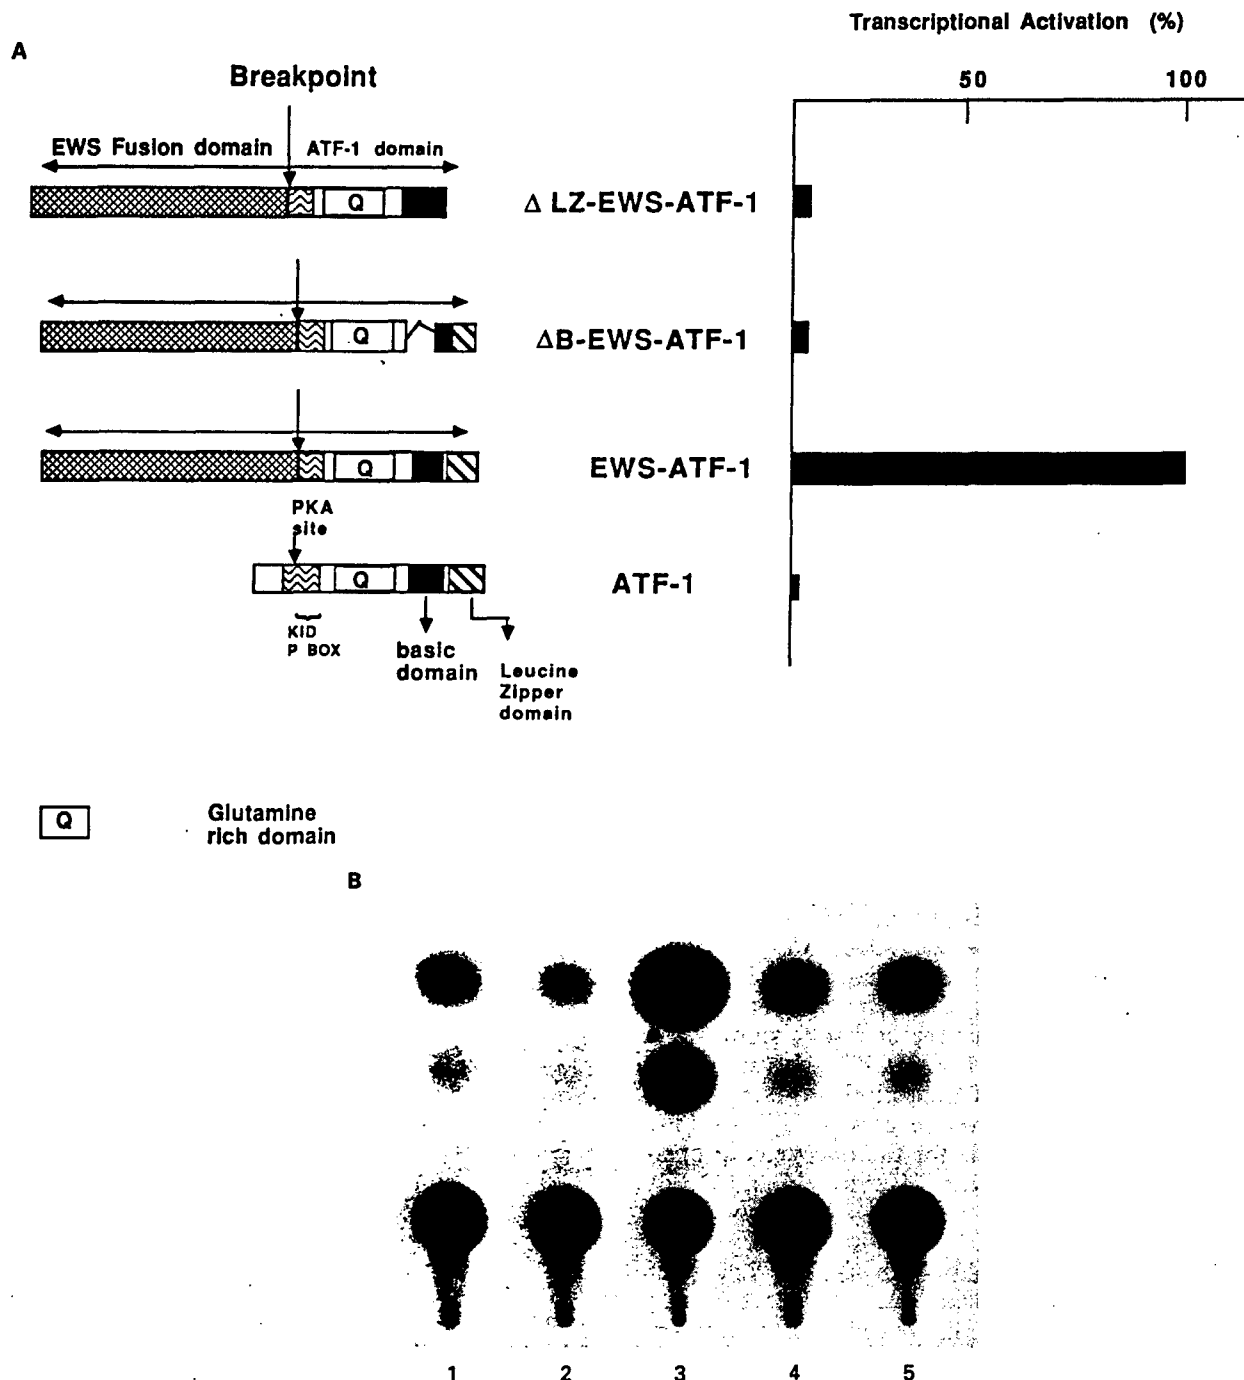 Transcriptional Activation (%)
A
Breakpoint
50
100
EWS Fusion domain
ATF-1 domain
Q
Δ LZ-EWS-ATF-1
Q
ΔB-EWS-ATF-1
Q
EWS-ATF-1
PKA
site
Q
ATF-1
KID
P BOX
basic
domain
Leucine
Zipper
domain
Q
Glutamine
rich domain
B
1
2
3
4
5